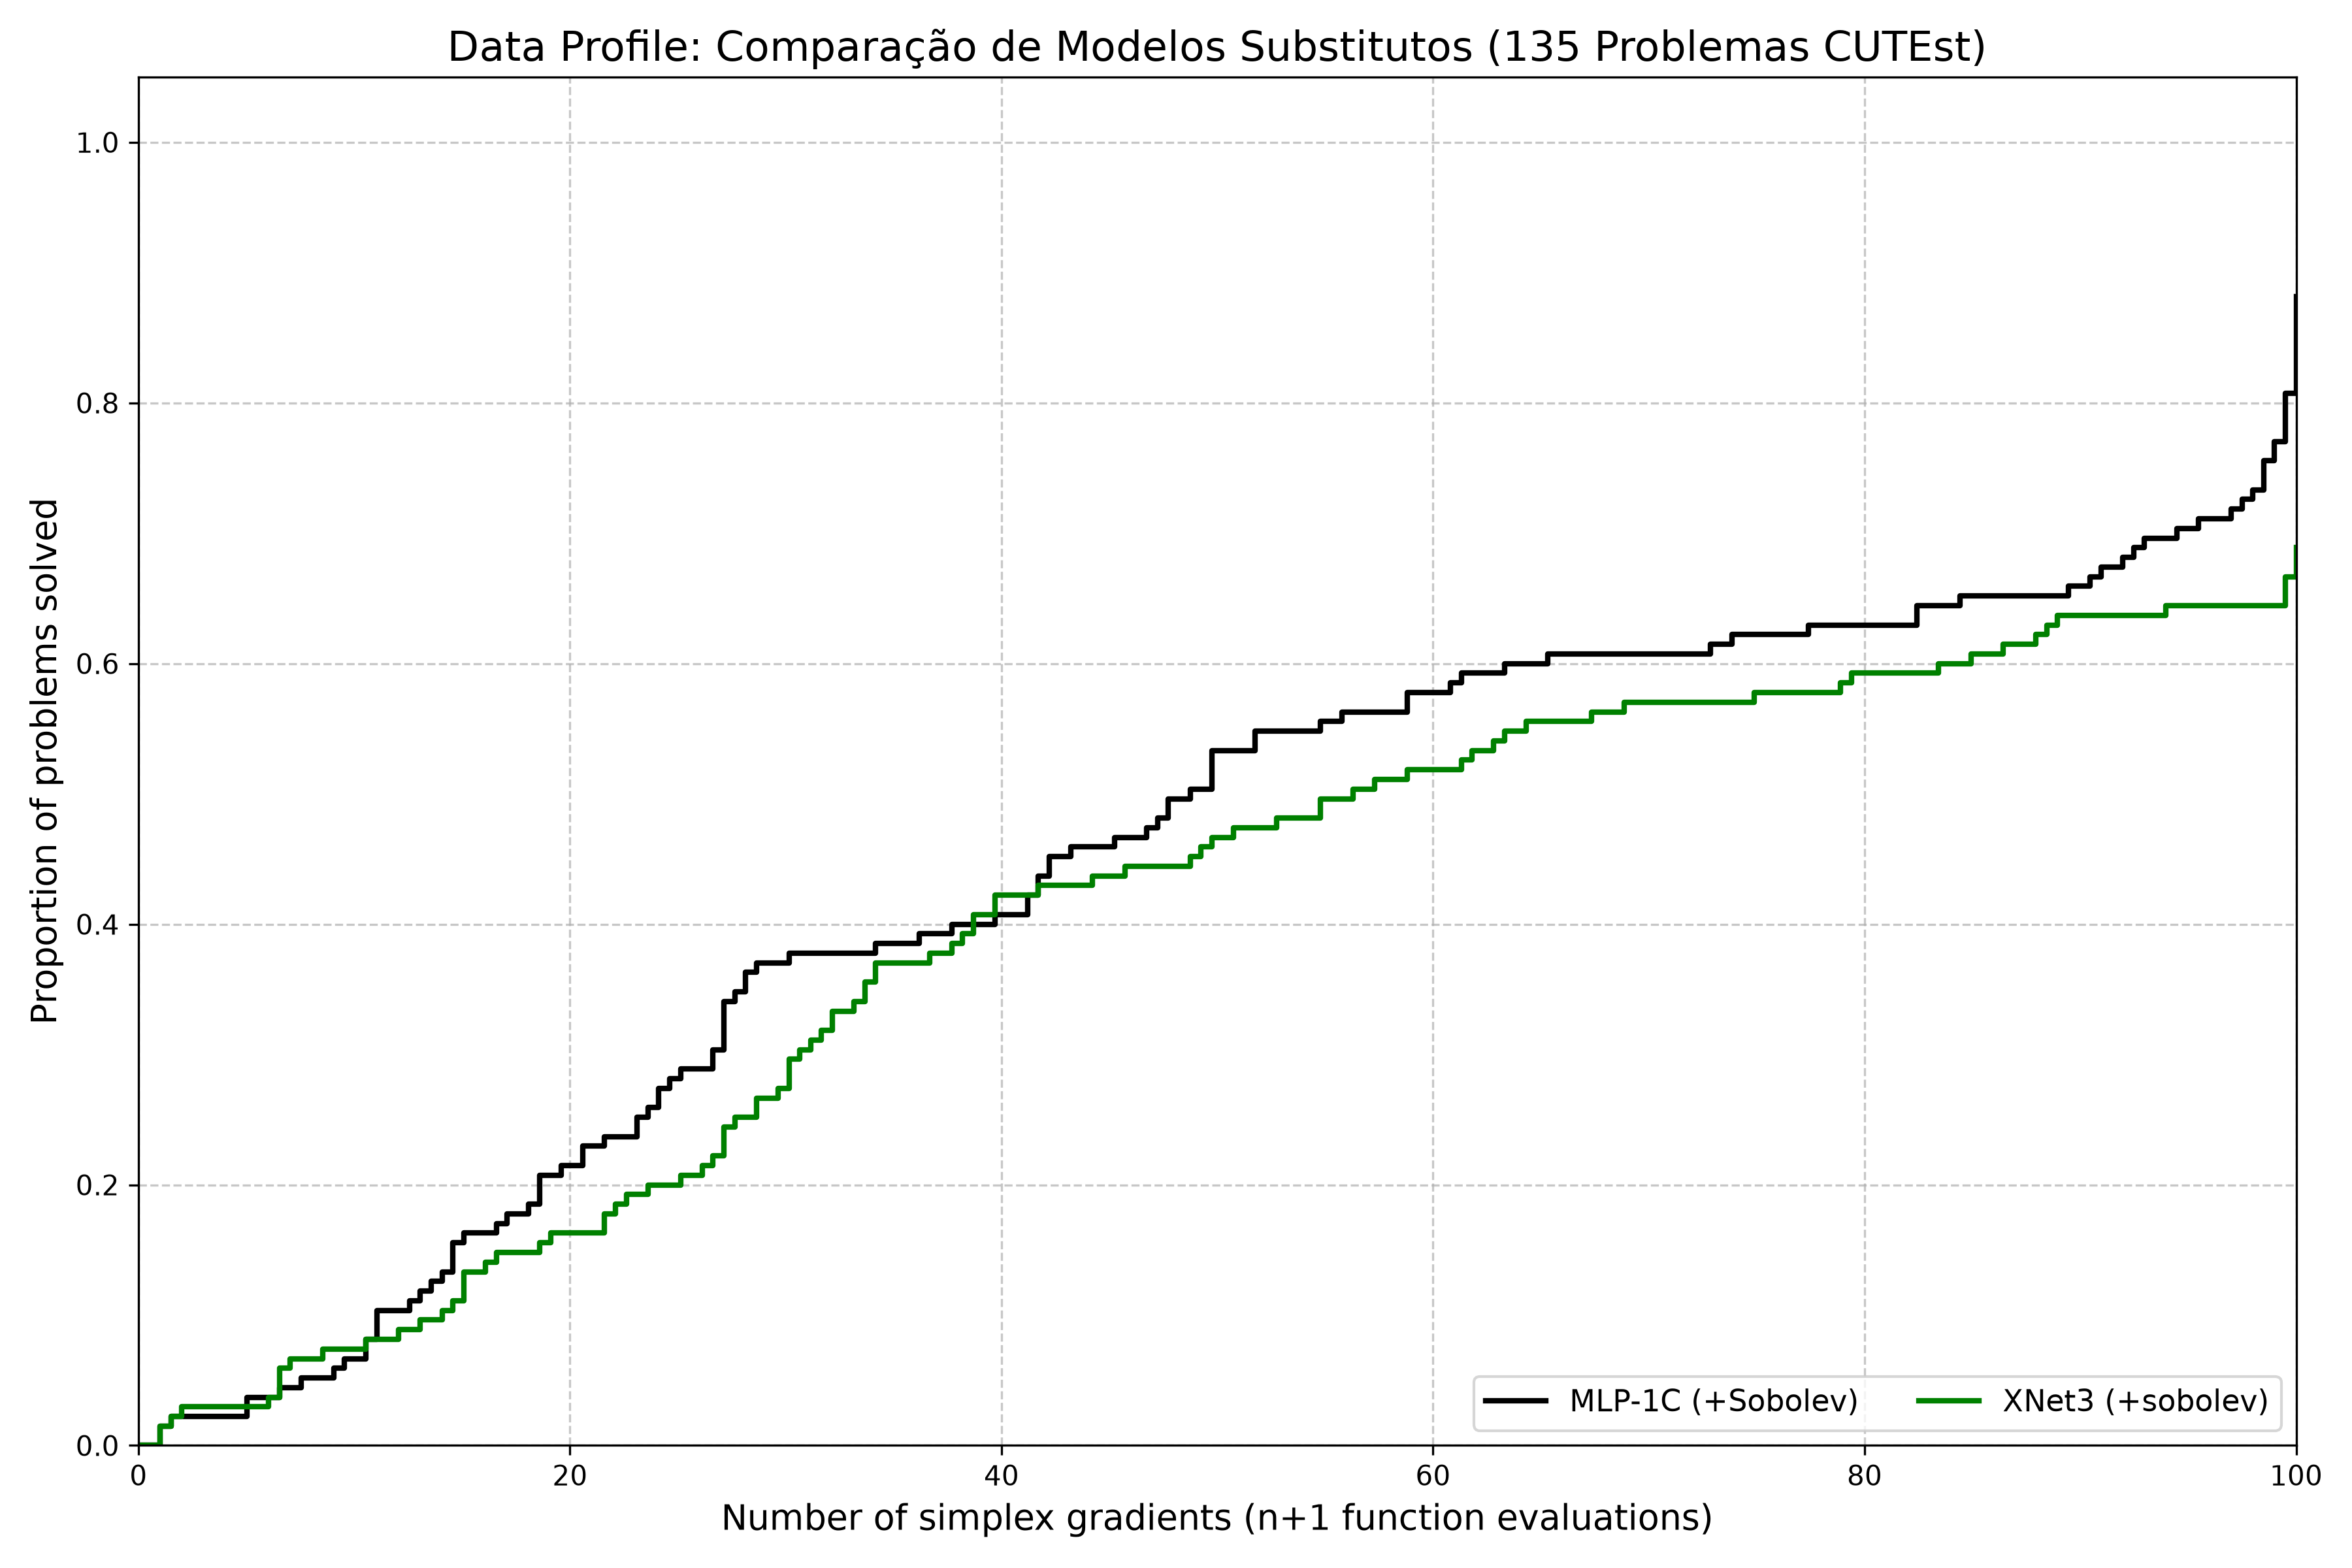 Data Profile: Comparação de Modelos Substitutos (135 Problemas CUTEst)
Proportion of problems solved
1.0
0.8
0.6
0.4
0.2
0.0
0 20 40 60 80 100
Number of simplex gradients (n+1 function evaluations)
MLP-1C (+Sobolev) XNet3 (+sobolev)